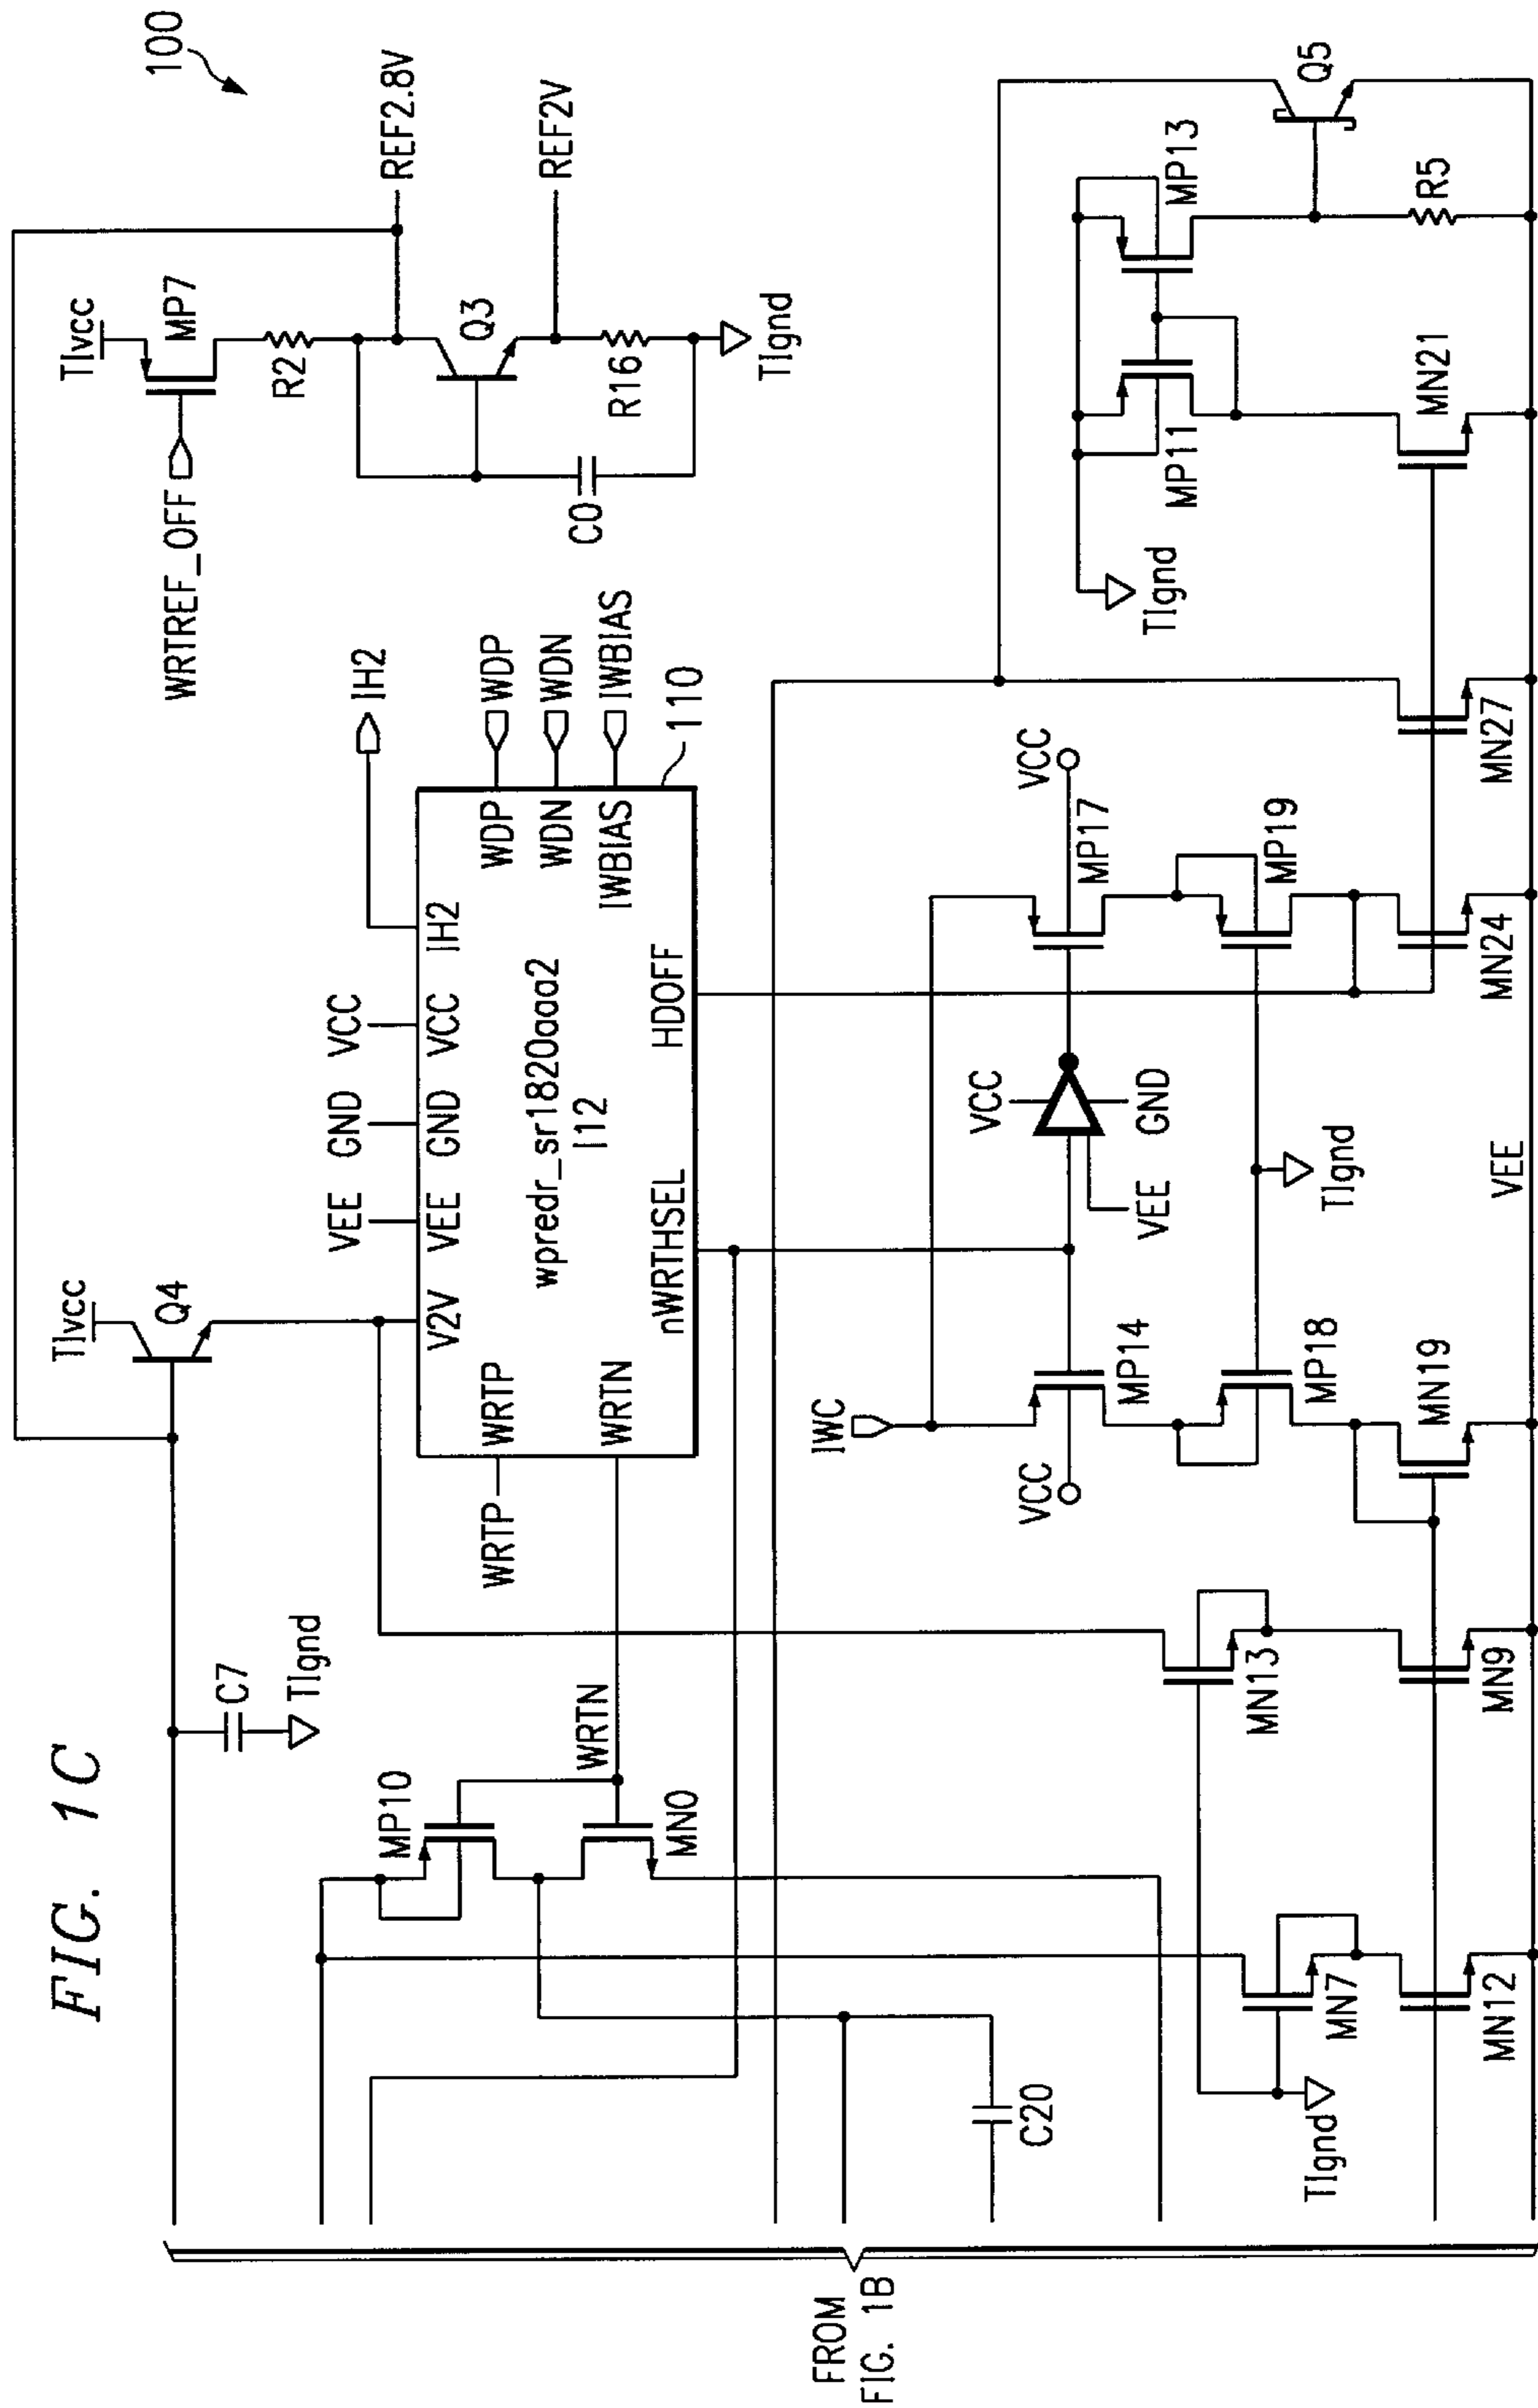 FIG. 1C
100
TIvcc
MP7
WRTREF_OFF
R2
REF2.8V
Q3
REF2V
R16
C0
TIgnd
TIvcc
Q4
C7
TIgnd
VEE
GND
VCC
IH2
V2V
VEE
GND
VCC
IH2
WRTP
WRTP
WRTN
wpredr_sr1820aaa2
I12
WDP
WDP
WDN
WDN
IWBIAS
IWBIAS
nWRTHSEL
HDOFF
110
MP10
WRTN
MN0
C20
FROM
FIG. 1B
IWC
VCC
MP14
VCC
VEE
GND
VCC
MP17
MP18
TIgnd
MP19
TIgnd
MP11
MP13
Q5
R5
TIgnd
MN7
MN12
MN13
MN9
MN19
MN24
MN27
MN21
VEE